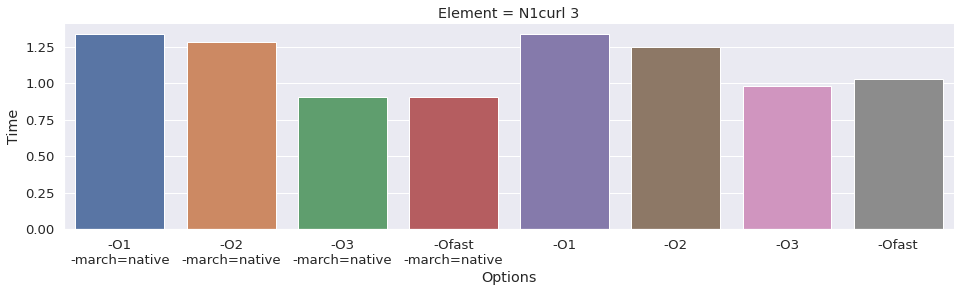 Element = N1curl 3
Time
1.25
1.00
0.75
0.50
0.25
0.00
-O1
-march=native
-O2
-march=native
-O3
-march=native
-Ofast
-march=native
-O1
-O2
-O3
-Ofast
Options